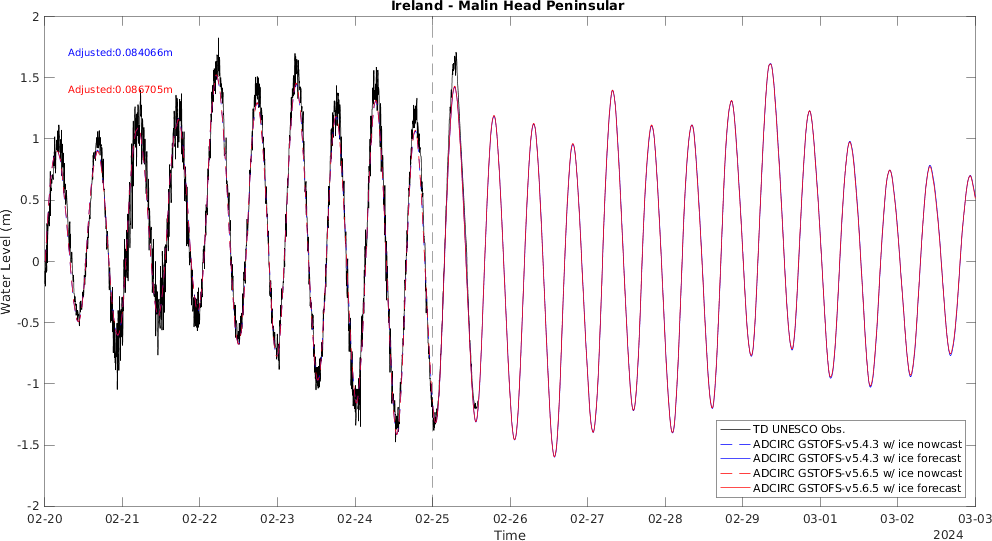 Ireland - Malin Head Peninsular
2
1.5
1
0.5
0
-0.5
-1
-1.5
-2
Water Level (m)
Adjusted:0.084066m
Adjusted:0.086705m
TD UNESCO Obs.
ADCIRC GSTOFS-v5.4.3 w/ ice nowcast
ADCIRC GSTOFS-v5.4.3 w/ ice forecast
ADCIRC GSTOFS-v5.6.5 w/ ice nowcast
ADCIRC GSTOFS-v5.6.5 w/ ice forecast
02-20 02-21 02-22 02-23 02-24 02-25 02-26 02-27 02-28 02-29 03-01 03-02 03-03
Time
2024